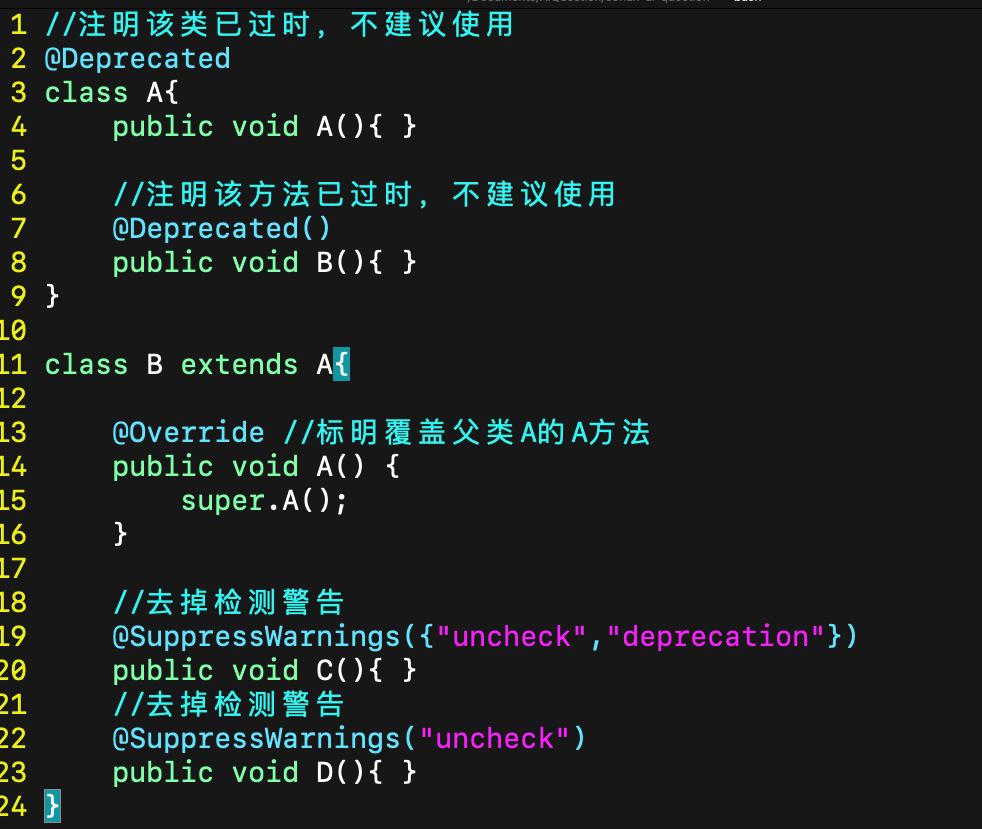 1 //注明该类已过时, 不建议使用
2 @Deprecated
3 class A{
4     public void A(){ }
5
6     //注明该方法已过时, 不建议使用
7     @Deprecated()
8     public void B(){ }
9 }
10
11 class B extends A{
12
13     @Override //标明覆盖父类A的A方法
14     public void A() {
15         super.A();
16     }
17
18     //去掉检测警告
19     @SuppressWarnings({"uncheck","deprecation"})
20     public void C(){ }
21     //去掉检测警告
22     @SuppressWarnings("uncheck")
23     public void D(){ }
24 }